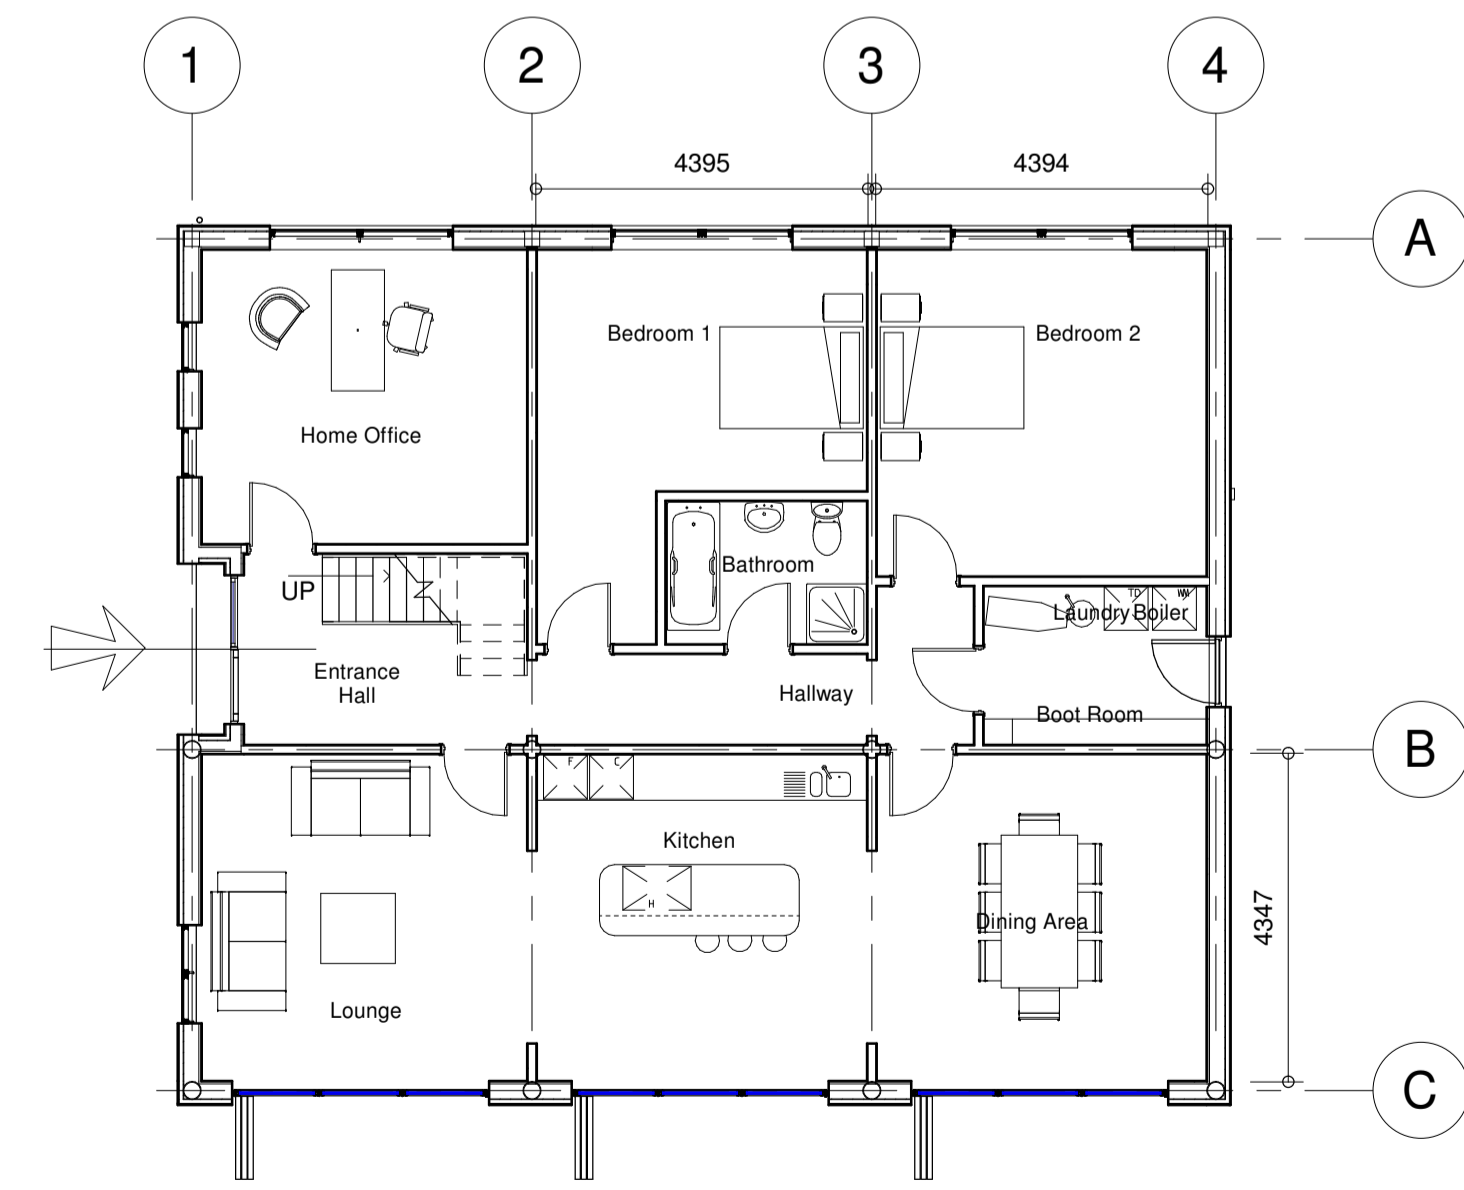 1 2 3 4
4395 4394
A
Bedroom 1 Bedroom 2
Home Office
Bathroom
UP
TD WM
Laundry Boiler
Entrance
Hall
Hallway
Boot Room
B
F C
Kitchen
H
Dining Area
4347
Lounge
C